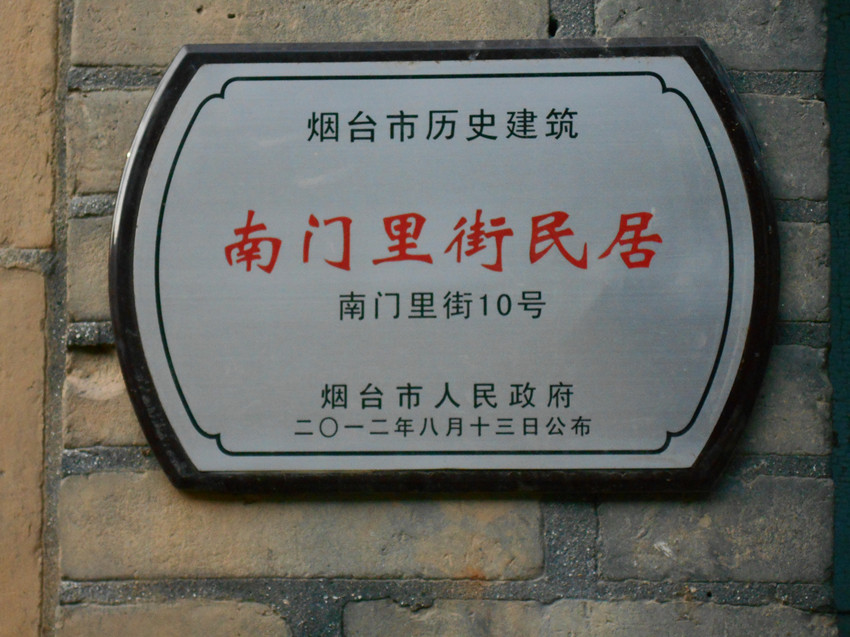 烟台市历史建筑
南门里街民居
南门里街10号
烟台市人民政府
二〇一二年八月十三日公布